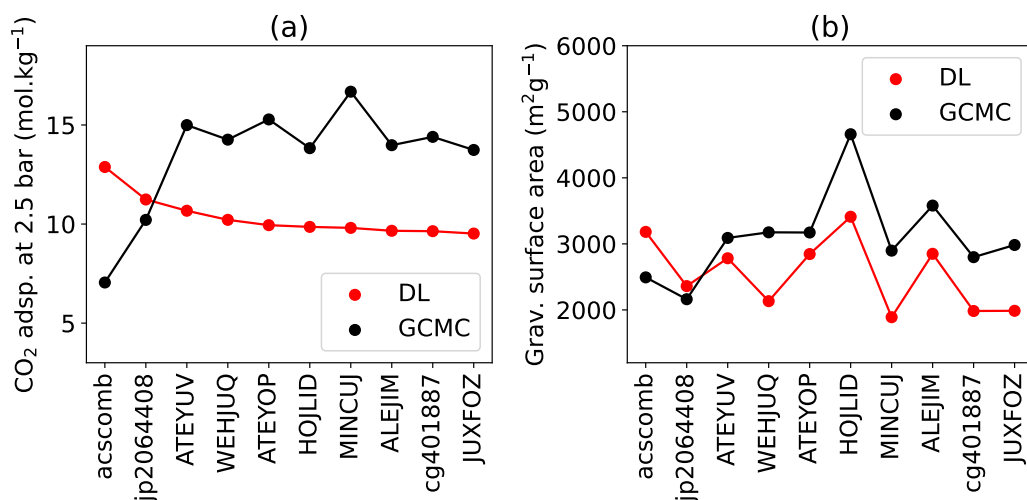 (a)
CO₂ adsp. at 2.5 bar (mol.kg⁻¹)
15
10
5
DL
GCMC
acscomb
jp2064408
ATEYUV
WEHJUQ
ATEYOP
HOJLID
MINCUJ
ALEJIM
cg401887
JUXFOZ
(b)
Grav. surface area (m²g⁻¹)
6000
5000
4000
3000
2000
DL
GCMC
acscomb
jp2064408
ATEYUV
WEHJUQ
ATEYOP
HOJLID
MINCUJ
ALEJIM
cg401887
JUXFOZ